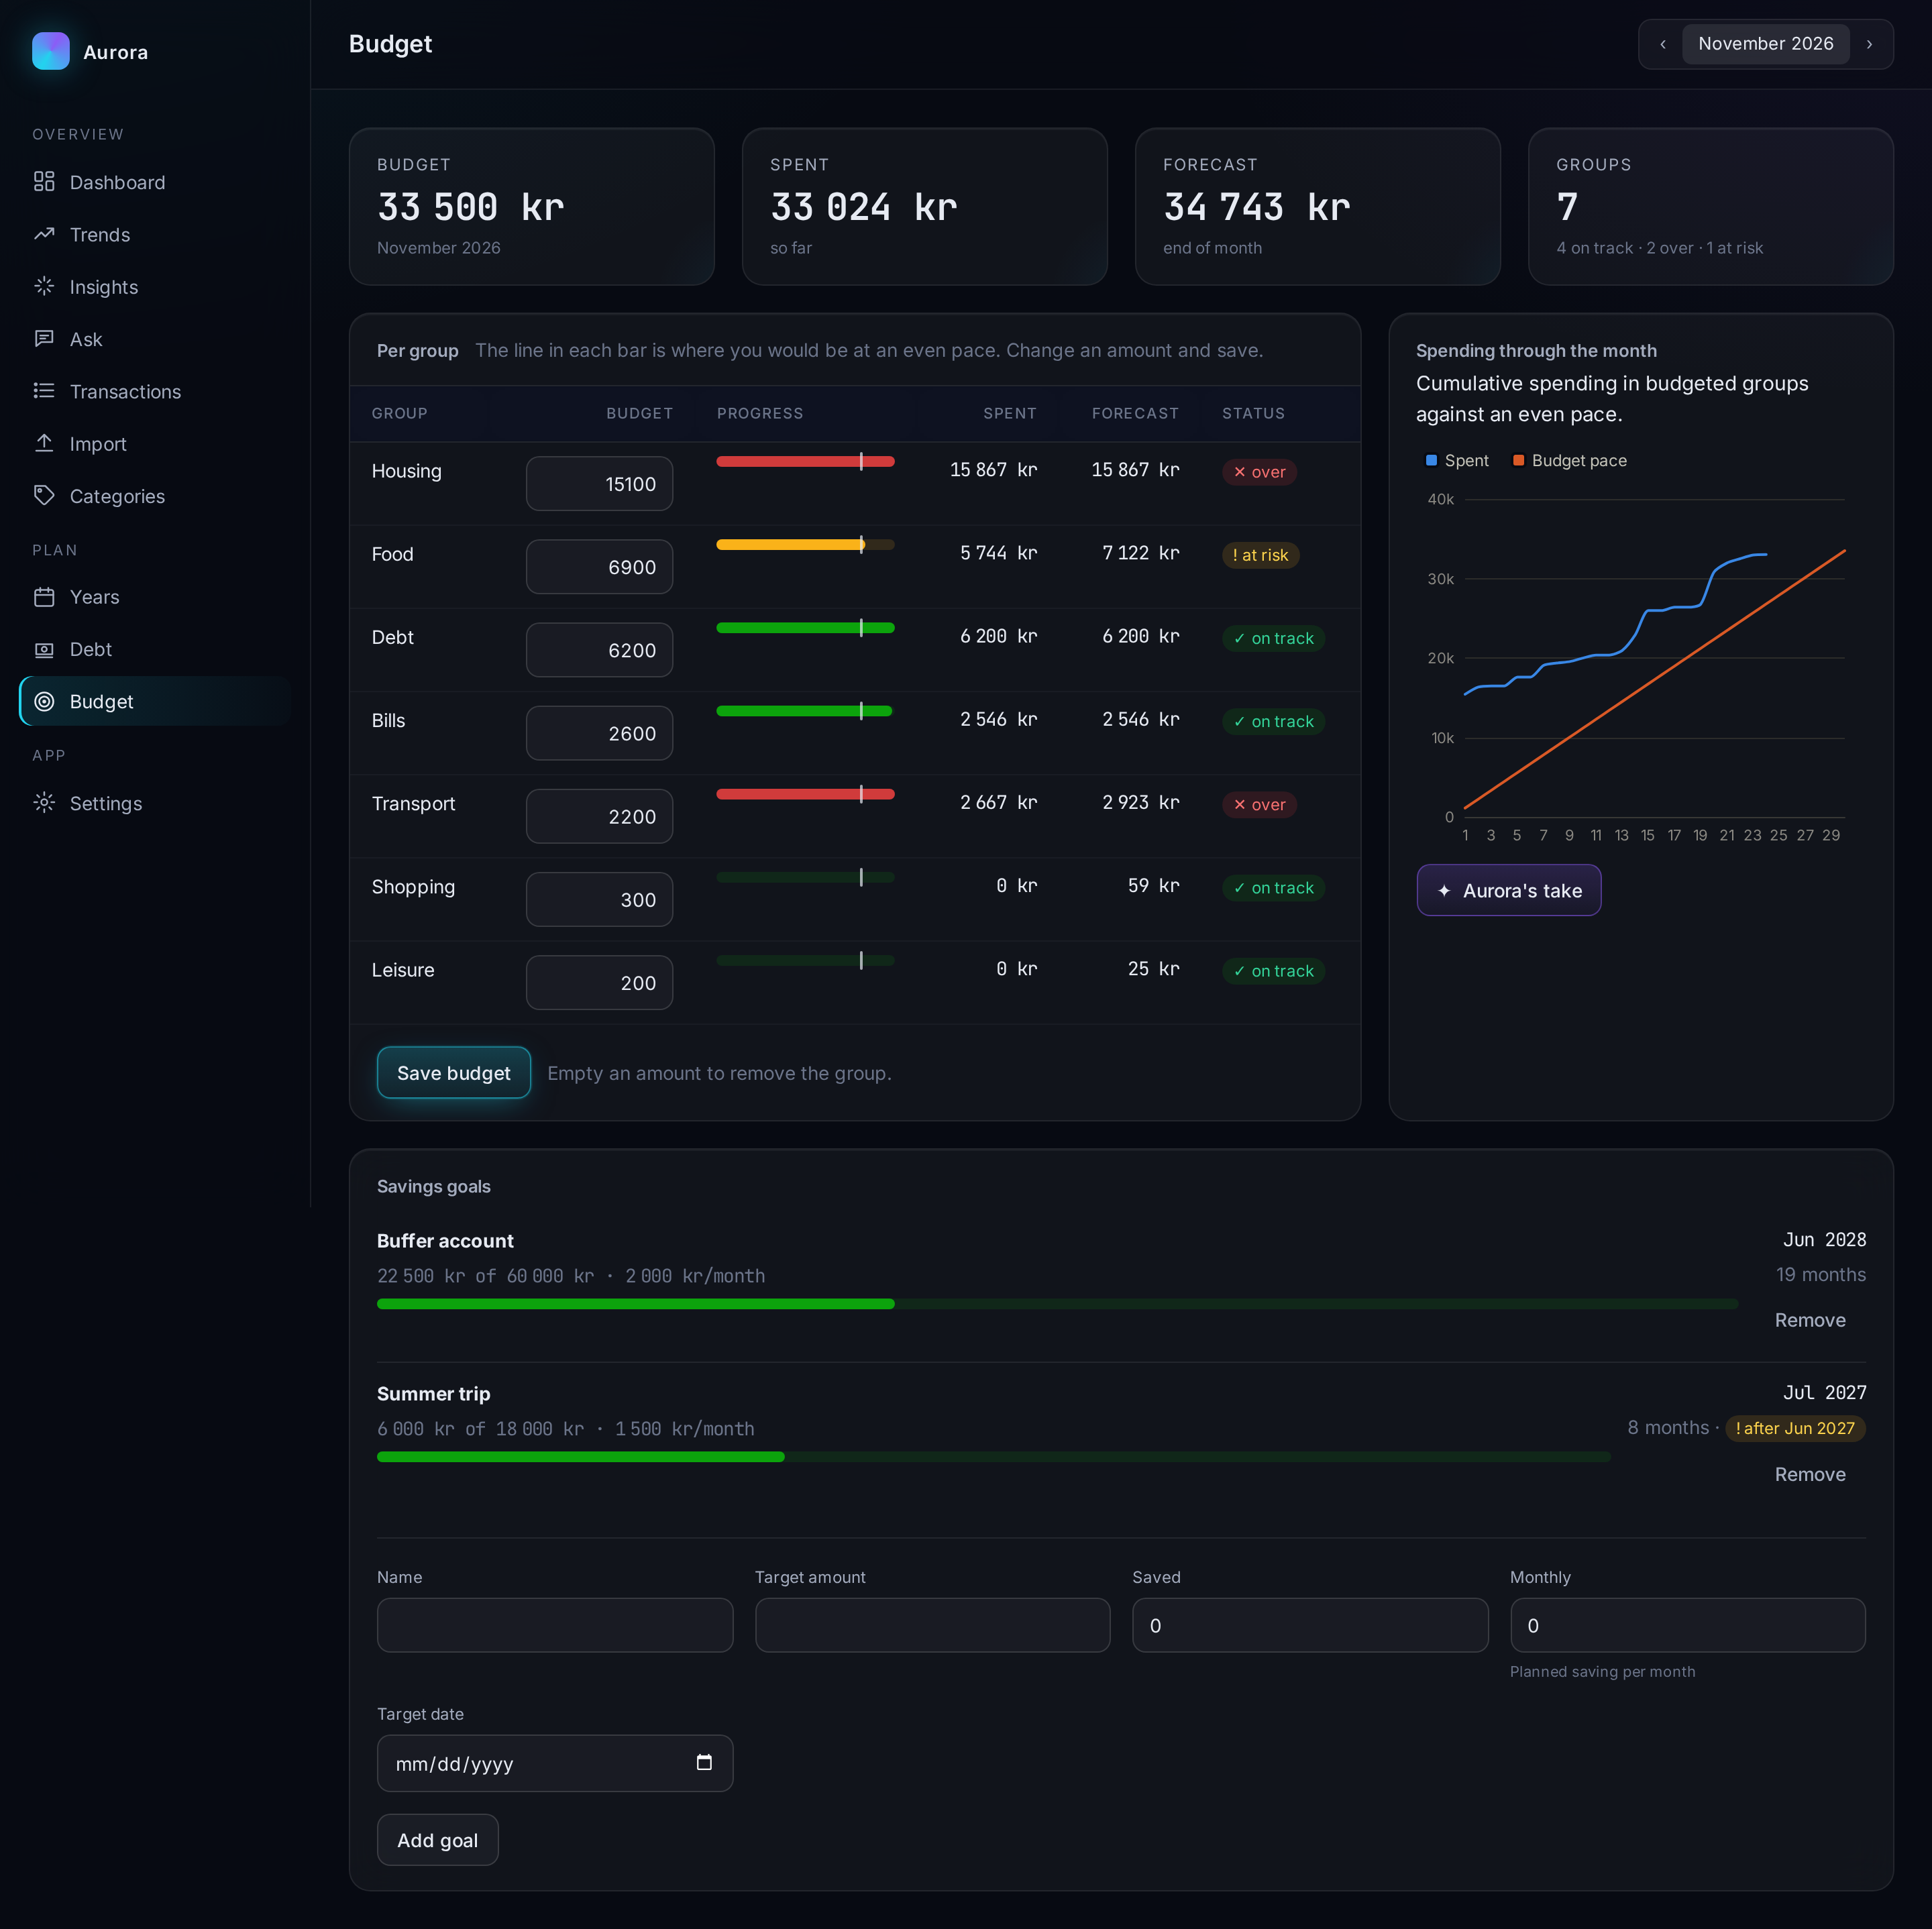 Aurora
OVERVIEW
Dashboard
Trends
Insights
Ask
Transactions
Import
Categories
PLAN
Years
Debt
Budget
APP
Settings
Budget
‹ November 2026 ›
BUDGET
33 500 kr
November 2026
SPENT
33 024 kr
so far
FORECAST
34 743 kr
end of month
GROUPS
7
4 on track · 2 over · 1 at risk
Per group The line in each bar is where you would be at an even pace. Change an amount and save.
GROUP BUDGET PROGRESS SPENT FORECAST STATUS
Housing 15100 15 867 kr 15 867 kr ✕ over
Food 6900 5 744 kr 7 122 kr ! at risk
Debt 6200 6 200 kr 6 200 kr ✓ on track
Bills 2600 2 546 kr 2 546 kr ✓ on track
Transport 2200 2 667 kr 2 923 kr ✕ over
Shopping 300 0 kr 59 kr ✓ on track
Leisure 200 0 kr 25 kr ✓ on track
Save budget Empty an amount to remove the group.
Spending through the month
Cumulative spending in budgeted groups
against an even pace.
Spent Budget pace
40k
30k
20k
10k
0
1 3 5 7 9 11 13 15 17 19 21 23 25 27 29
✦ Aurora's take
Savings goals
Buffer account Jun 2028
22 500 kr of 60 000 kr · 2 000 kr/month 19 months
Remove
Summer trip Jul 2027
6 000 kr of 18 000 kr · 1 500 kr/month 8 months · ! after Jun 2027
Remove
Name Target amount Saved Monthly
0 0
Planned saving per month
Target date
mm/dd/yyyy
Add goal